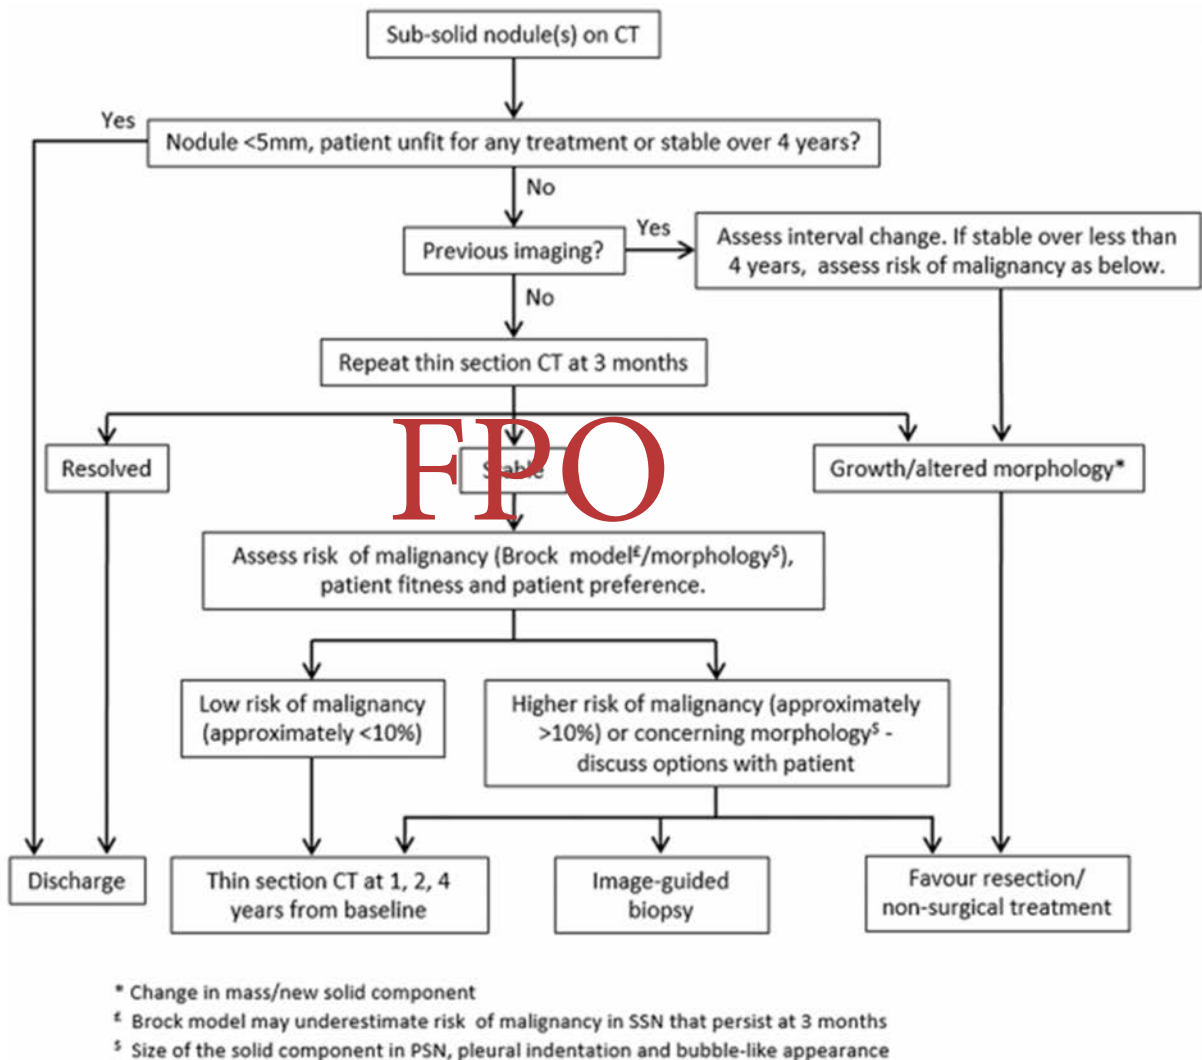 Sub-solid nodule(s) on CT
Yes
Nodule <5mm, patient unfit for any treatment or stable over 4 years?
No
Previous imaging?
Yes
Assess interval change. If stable over less than
4 years, assess risk of malignancy as below.
No
Repeat thin section CT at 3 months
Resolved
Stable
Growth/altered morphology*
FPO
Assess risk of malignancy (Brock model£/morphology$),
patient fitness and patient preference.
Low risk of malignancy
(approximately <10%)
Higher risk of malignancy (approximately
>10%) or concerning morphology$ -
discuss options with patient
Discharge
Thin section CT at 1, 2, 4
years from baseline
Image-guided
biopsy
Favour resection/
non-surgical treatment
* Change in mass/new solid component
£ Brock model may underestimate risk of malignancy in SSN that persist at 3 months
$ Size of the solid component in PSN, pleural indentation and bubble-like appearance